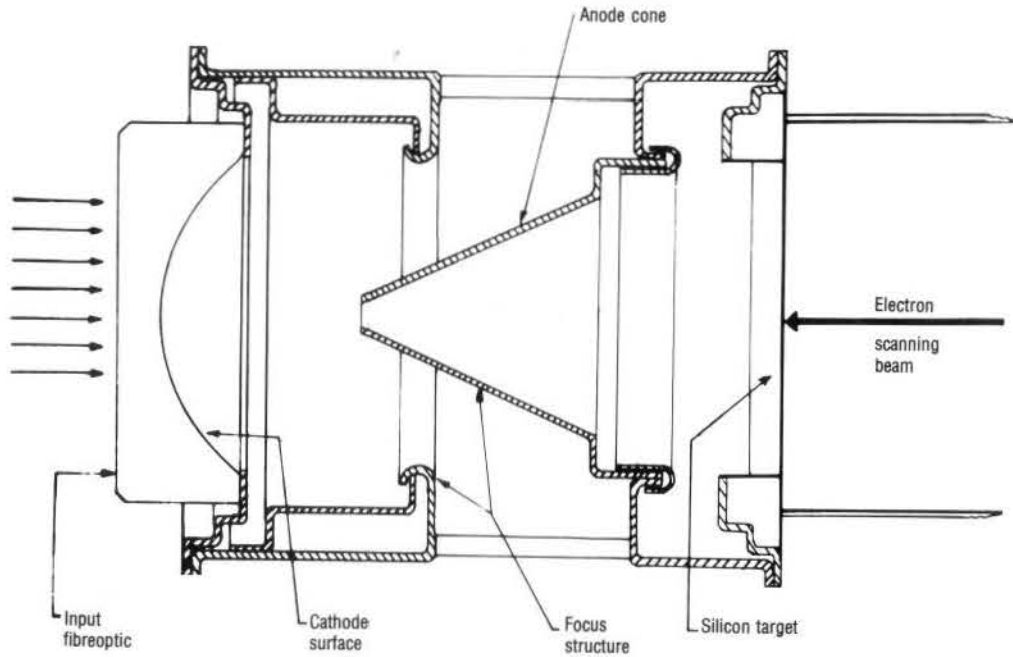 Anode cone
Electron
scanning
beam
Input
fibreoptic
Cathode
surface
Focus
structure
Silicon target